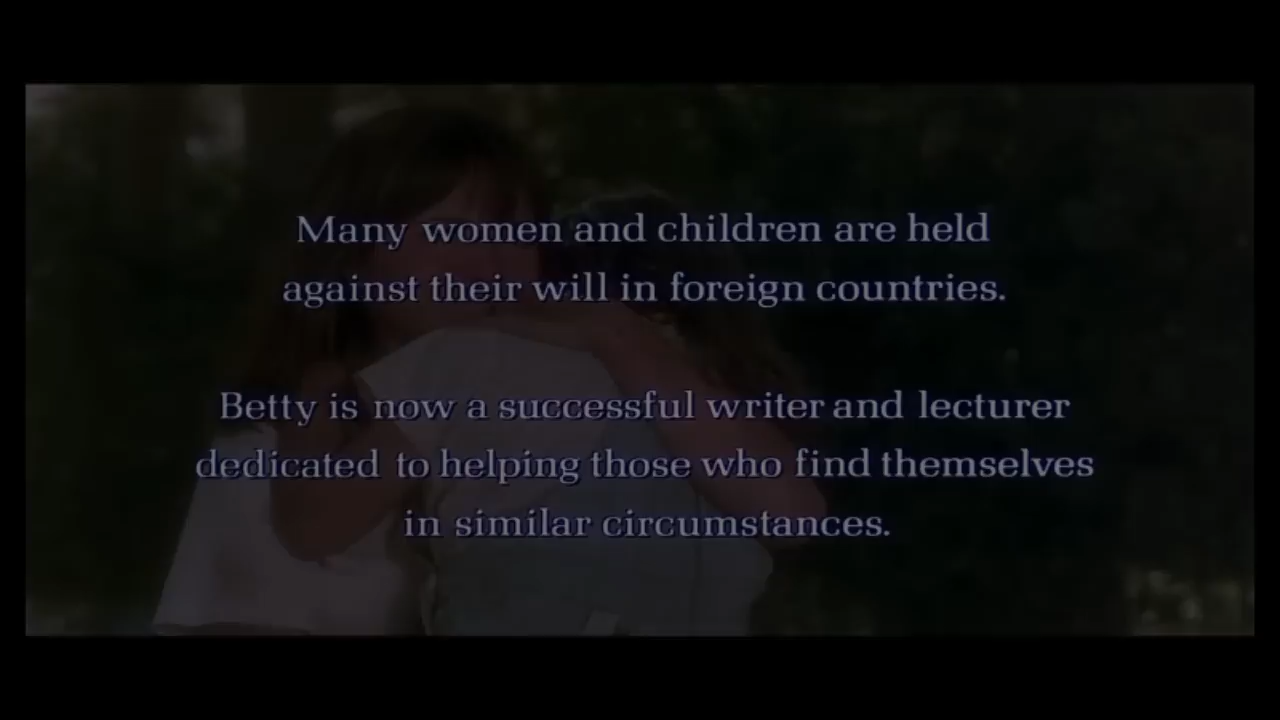 Many women and children are held
against their will in foreign countries.
Betty is now a successful writer and lecturer
dedicated to helping those who find themselves
in similar circumstances.